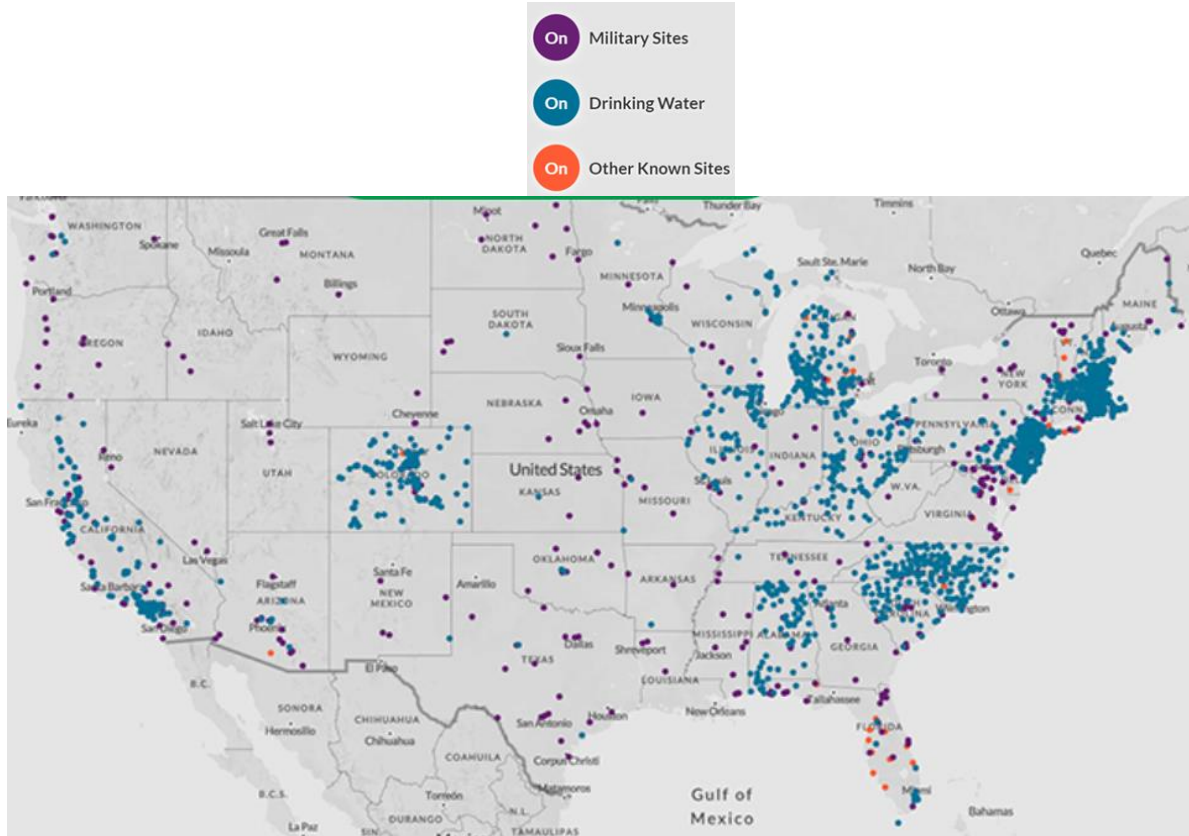 On Military Sites
On Drinking Water
On Other Known Sites
Thunder Bay
Timmins
WASHINGTON
Spokane
Great Falls
Missoula
MONTANA
Minot
NORTH
DAKOTA
Fargo
MINNESOTA
Sault Ste. Marie
North Bay
Quebec
Portland
Billings
Minneapolis
Ottawa
MAINE
Augusta
IDAHO
SOUTH
DAKOTA
WISCONSIN
WYOMING
Sioux Falls
Toronto
NEW
YORK
Eureka
Cheyenne
NEBRASKA
Omaha
IOWA
CONN.
Salt Lake City
Reno
NEVADA
UTAH
United States
KANSAS
MISSOURI
INDIANA
OHIO
PENNSYLVANIA
Pittsburgh
W.VA.
VIRGINIA
KENTUCKY
CALIFORNIA
Las Vegas
Santa Fe
NEW
MEXICO
Flagstaff
ARIZONA
Amarillo
OKLAHOMA
ARKANSAS
TENNESSEE
Santa Barbara
San Diego
Phoenix
Atlanta
Wilmington
El Paso
TEXAS
Dallas
Shreveport
MISSISSIPPI
ALABAMA
Jackson
GEORGIA
LOUISIANA
B.C.
SONORA
Hermosillo
CHIHUAHUA
Chihuahua
COAHUILA
San Antonio
Houston
New Orleans
Tallahassee
FLORIDA
Corpus Christi
Matamoros
B.C.S.
Torreón
N.L.
DURANGO
La Paz
SIN.
TAMAULIPAS
Gulf of
Mexico
Miami
Bahamas